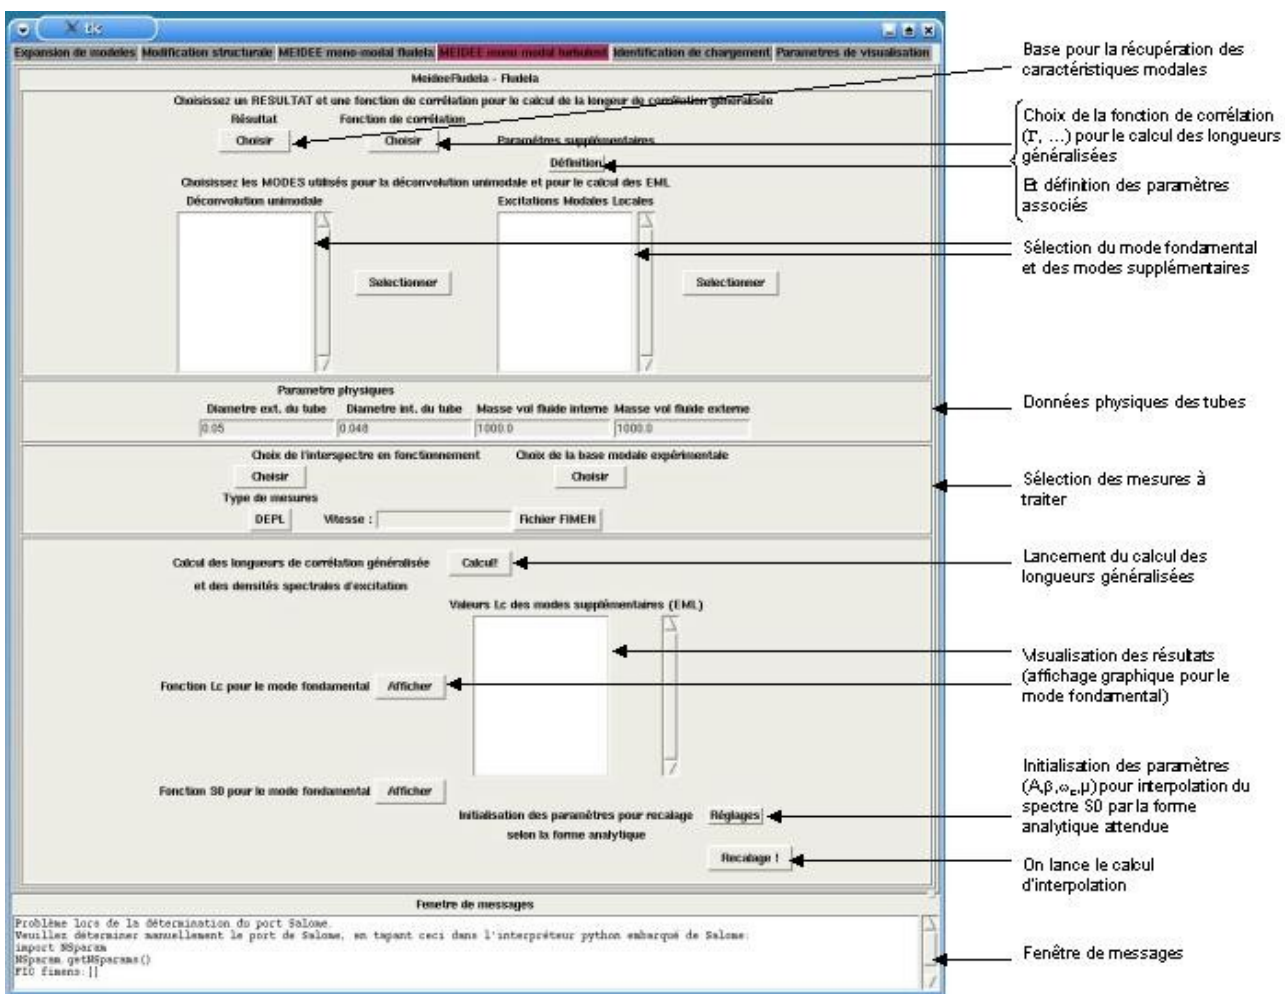 X tk
Expansion de modeles Modification structurale MEIDEE mono-modal fludela MEIDEE mono modal turbulent Identification de chargement Parametres de visualisation
MeideeFludela - Fludela
Choisissez un RESULTAT et une fonction de corrélation pour le calcul de la longeur de corrélation généralisée
Résultat Fonction de corrélation
Choisir Choisir Paramètres supplémentaires
Définition
Choisissez les MODES utilisés pour la déconvolution unimodale et pour le calcul des EML
Déconvolution unimodale Excitations Modales Locales
Selectionner Selectionner
Parametre physiques
Diametre ext. du tube Diametre int. du tube Masse vol fluide interne Masse vol fluide externe
0.05 0.048 1000.0 1000.0
Choix de l'interspectre en fonctionnement Choix de la base modale expérimentale
Choisir Choisir
Type de mesures
DEPL Vitesse : Fichier FIMEN
Calcul des longueurs de corrélation généralisée Calcul!
et des densités spectrales d'excitation
Valeurs Lc des modes supplémentaires (EML)
Fonction Lc pour le mode fondamental Afficher
Fonction S0 pour le mode fondamental Afficher
Initialisation des paramètres pour recalage Réglages
selon la forme analytique
Recalage !
Fenetre de messages
Problème lors de la détermination du port Salome.
Veuillez déterminer manuellement le port de Salome, en tapant ceci dans l'interpréteur python embarqué de Salome:
import NSparam
NSparam.getNSparams()
FIO fimens:[]
Base pour la récupération des
caractéristiques modales
Choix de la fonction de corrélation
(Γ, ...) pour le calcul des longueurs
généralisées
Et définition des paramètres
associés
Sélection du mode fondamental
et des modes supplémentaires
Données physiques des tubes
Sélection des mesures à
traiter
Lancement du calcul des
longueurs généralisées
Visualisation des résultats
(affichage graphique pour le
mode fondamental)
Initialisation des paramètres
(A,β,ωc,μ)pour interpolation du
spectre S0 par la forme
analytique attendue
On lance le calcul
d'interpolation
Fenêtre de messages